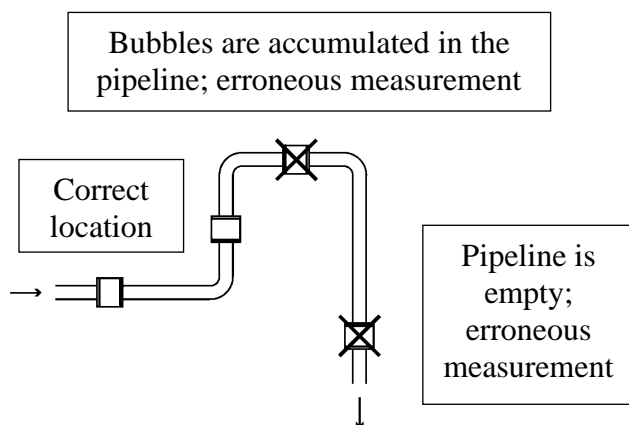 Bubbles are accumulated in the
pipeline; erroneous measurement
Correct
location
Pipeline is
empty;
erroneous
measurement